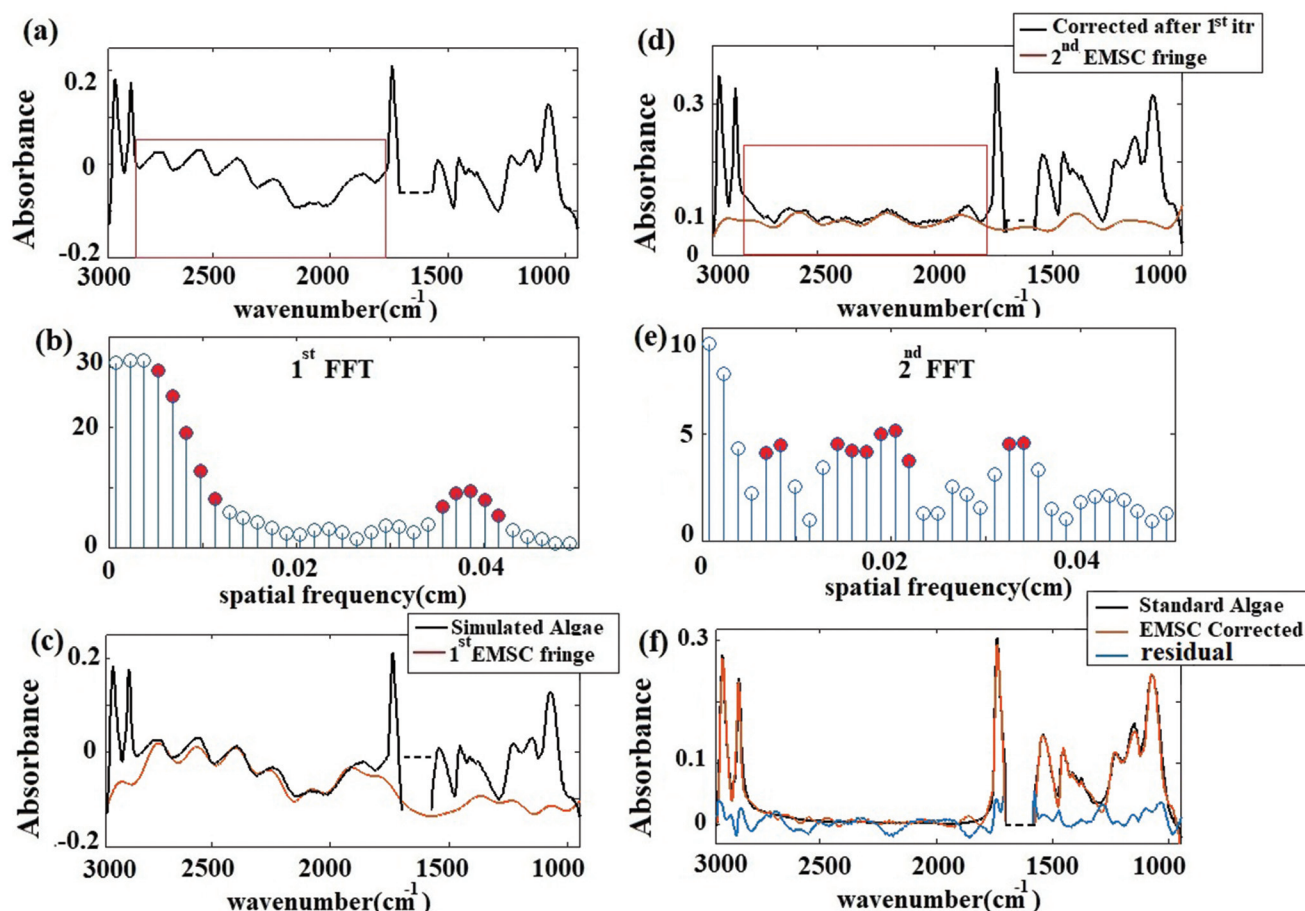 (a)
0.2
0
-0.2
Absorbance
3000 2500 2000 1500 1000
wavenumber(cm-1)
(b)
1st FFT
30
20
10
0
0 0.02 0.04
spatial frequency(cm)
(c)
Simulated Algae
1st EMSC fringe
0.2
0
-0.2
Absorbance
3000 2500 2000 1500 1000
wavenumber(cm-1)
(d)
Corrected after 1st itr
2nd EMSC fringe
0.3
0.1
0
Absorbance
3000 2500 2000 1500 1000
wavenumber(cm-1)
(e)
2nd FFT
10
5
0
0 0.02 0.04
spatial frequency(cm)
(f)
Standard Algae
EMSC Corrected
residual
0.3
0.1
0
Absorbance
3000 2500 2000 1500 1000
wavenumber(cm-1)